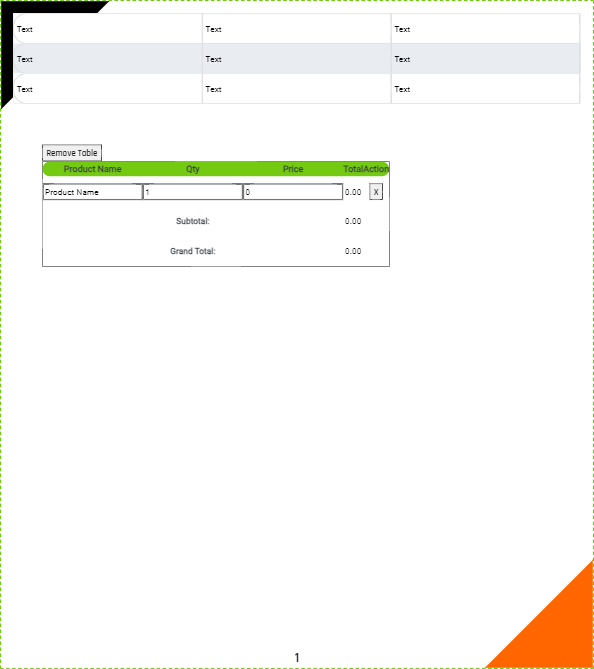 Text Text Text
Text Text Text
Text Text Text
Remove Table
Product Name Qty Price TotalAction
Product Name 1 0 0.00 X
Subtotal: 0.00
Grand Total: 0.00
1